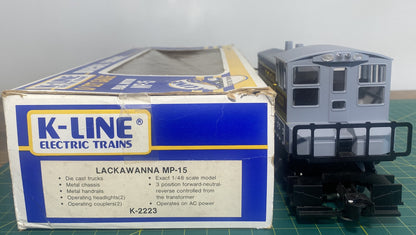 K-LINE®
ELECTRIC TRAINS
LACKAWANNA MP-15
• Die cast trucks
• Metal chassis
• Metal handrails
• Operating headlights(2)
• Operating couplers(2)
• Exact 1/48 scale model
• 3 position forward-neutral-
reverse controlled from
the transformer
• Operates on AC power
K-2223